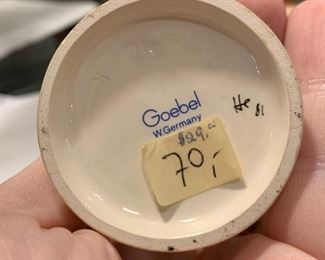 Goebel
W.Germany
He 81
$29.00
70,-